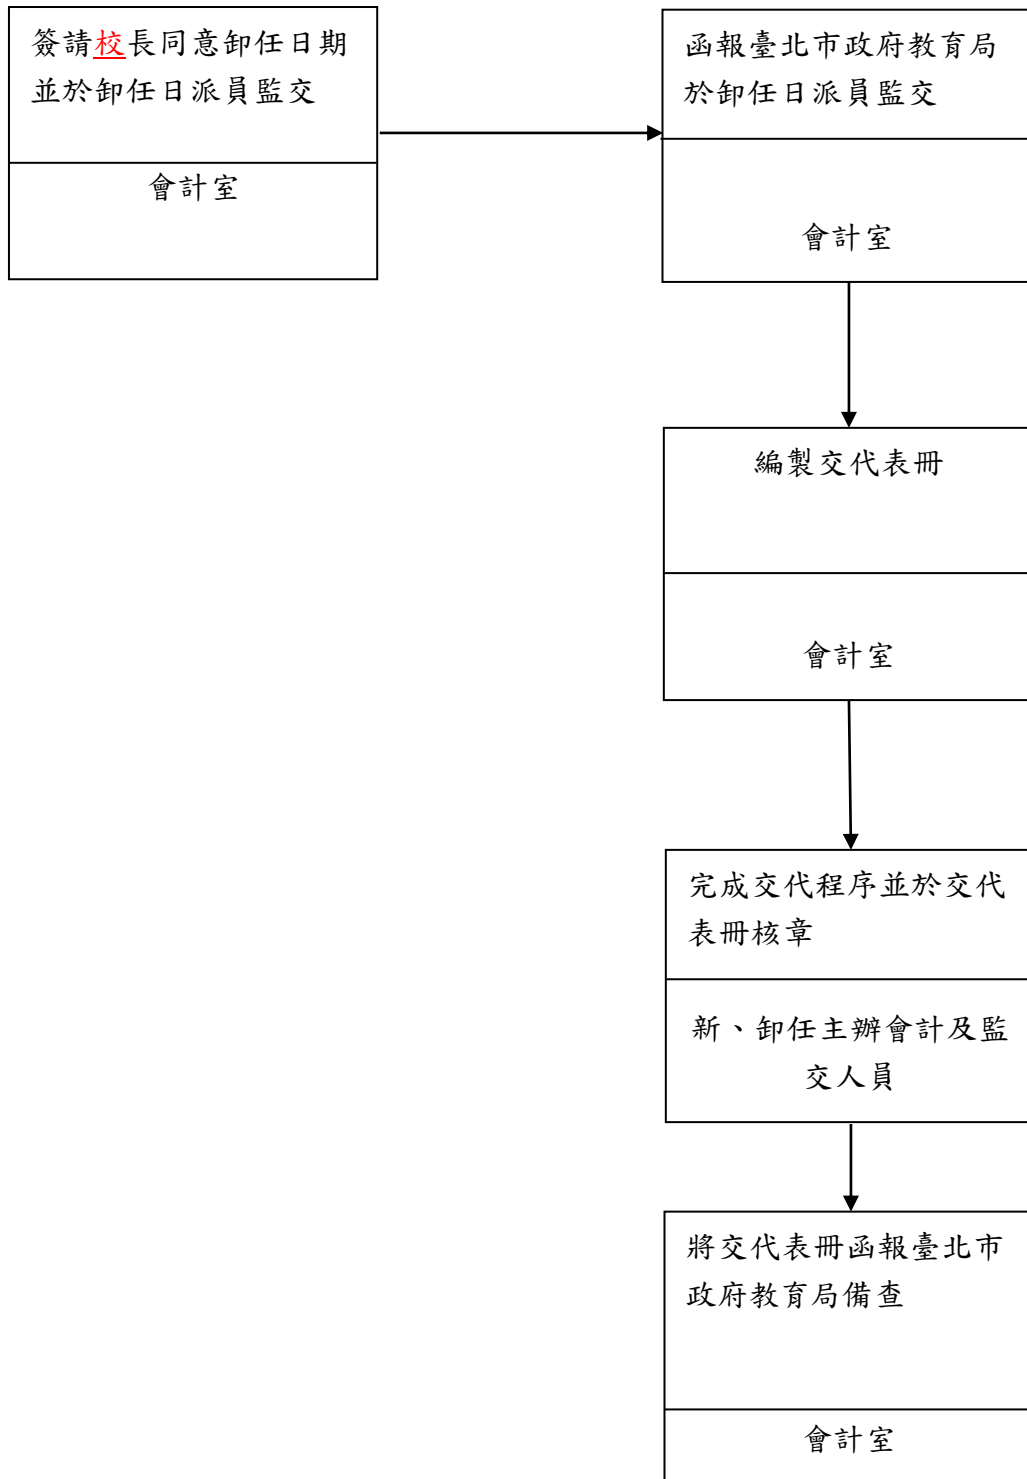 簽請校長同意卸任日期
並於卸任日派員監交
會計室
函報臺北市政府教育局
於卸任日派員監交
會計室
編製交代表冊
會計室
完成交代程序並於交代
表冊核章
新、卸任主辦會計及監
交人員
將交代表冊函報臺北市
政府教育局備查
會計室